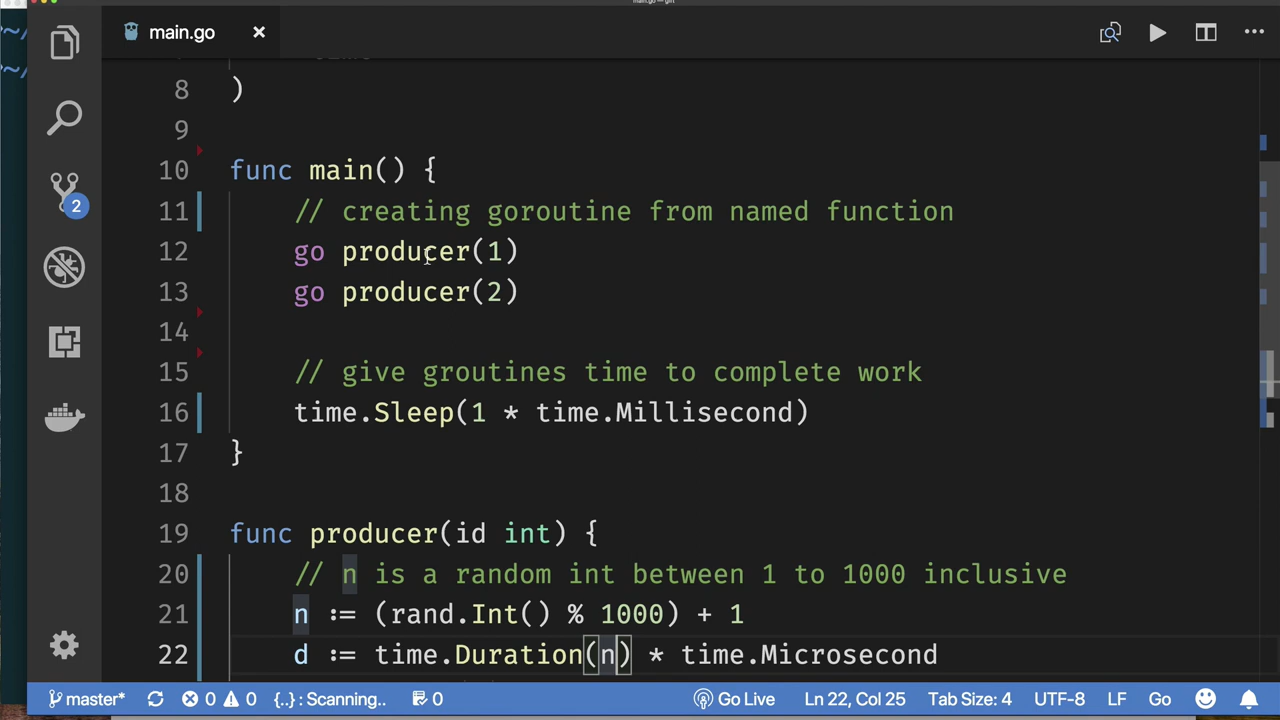 main.go — gift
~/
main.go
~/
8 )
9
10 func main() {
11 // creating goroutine from named function
12 go producer(1)
13 go producer(2)
14
15 // give groutines time to complete work
16 time.Sleep(1 * time.Millisecond)
17 }
18
19 func producer(id int) {
20 // n is a random int between 1 to 1000 inclusive
21 n := (rand.Int() % 1000) + 1
22 d := time.Duration(n) * time.Microsecond
2
master* 0 0 {..}: Scanning.. 0 Go Live Ln 22, Col 25 Tab Size: 4 UTF-8 LF Go